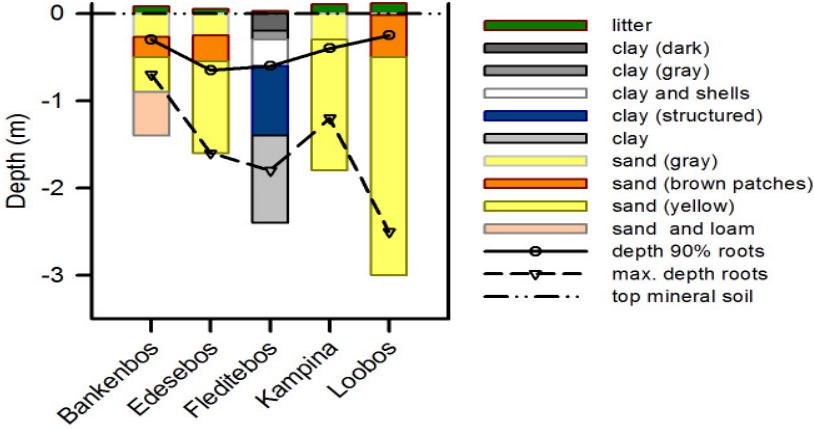 0
-1
-2
-3
Depth (m)
Bankenbos
Edesebos
Fleditebos
Kampina
Loobos
litter
clay (dark)
clay (gray)
clay and shells
clay (structured)
clay
sand (gray)
sand (brown patches)
sand (yellow)
sand and loam
depth 90% roots
max. depth roots
top mineral soil